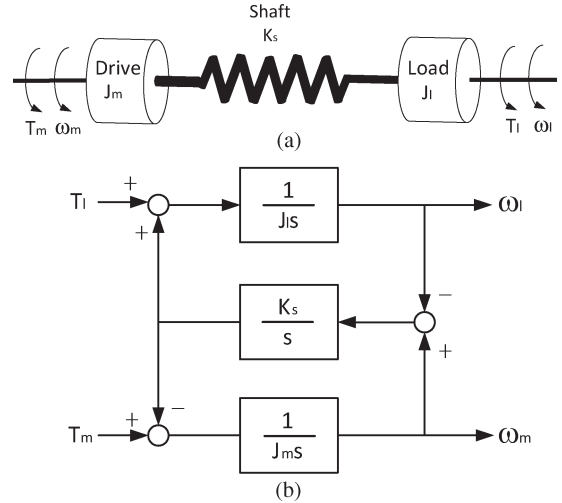 Shaft
Ks
Drive
Jm
Load
Jl
Tm ωm
Tl ωl
(a)
Tl + + 1 Jls ωl
Ks s − +
Tm + − 1 Jms ωm
(b)